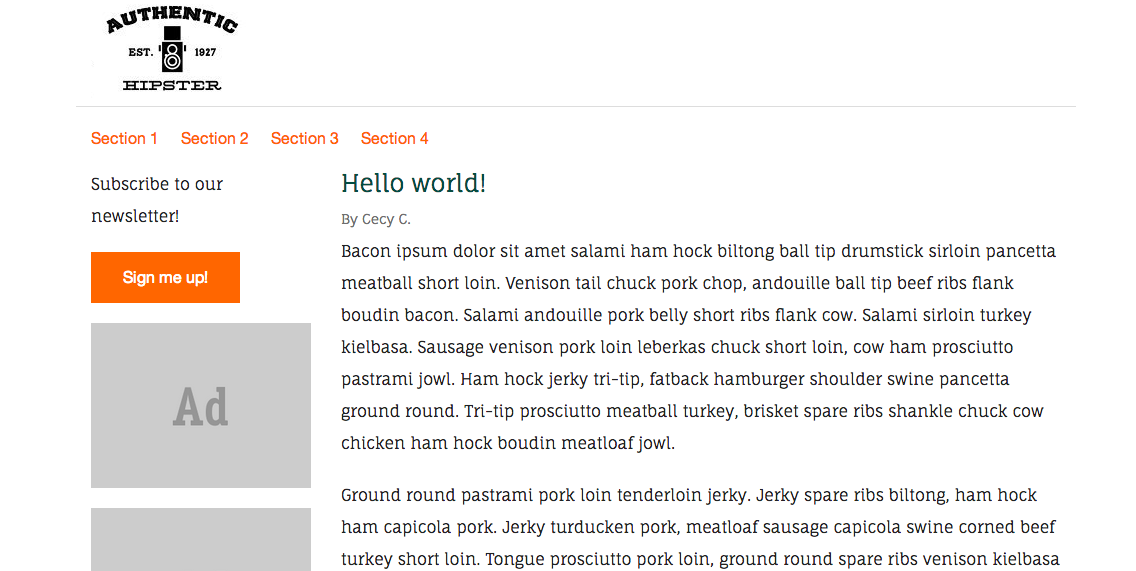 AUTHENTIC
EST. 1927
HIPSTER
Section 1 Section 2 Section 3 Section 4
Subscribe to our
newsletter!
Sign me up!
Ad
Hello world!
By Cecy C.
Bacon ipsum dolor sit amet salami ham hock biltong ball tip drumstick sirloin pancetta
meatball short loin. Venison tail chuck pork chop, andouille ball tip beef ribs flank
boudin bacon. Salami andouille pork belly short ribs flank cow. Salami sirloin turkey
kielbasa. Sausage venison pork loin leberkas chuck short loin, cow ham prosciutto
pastrami jowl. Ham hock jerky tri-tip, fatback hamburger shoulder swine pancetta
ground round. Tri-tip prosciutto meatball turkey, brisket spare ribs shankle chuck cow
chicken ham hock boudin meatloaf jowl.
Ground round pastrami pork loin tenderloin jerky. Jerky spare ribs biltong, ham hock
ham capicola pork. Jerky turducken pork, meatloaf sausage capicola swine corned beef
turkey short loin. Tongue prosciutto pork loin, ground round spare ribs venison kielbasa